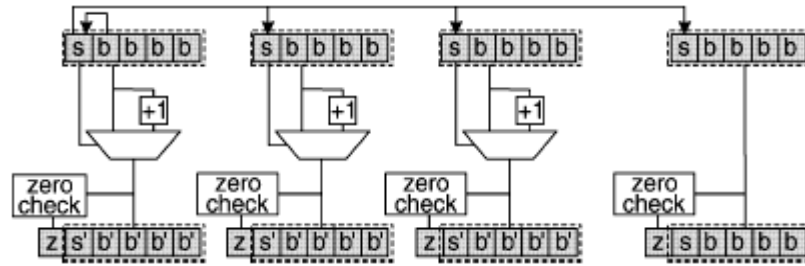 s b b b b s b b b b s b b b b s b b b b
+1 +1 +1
zero check zero check zero check zero check
z s' b' b' b' b' z s' b' b' b' b' z s' b' b' b' b' z s b b b b